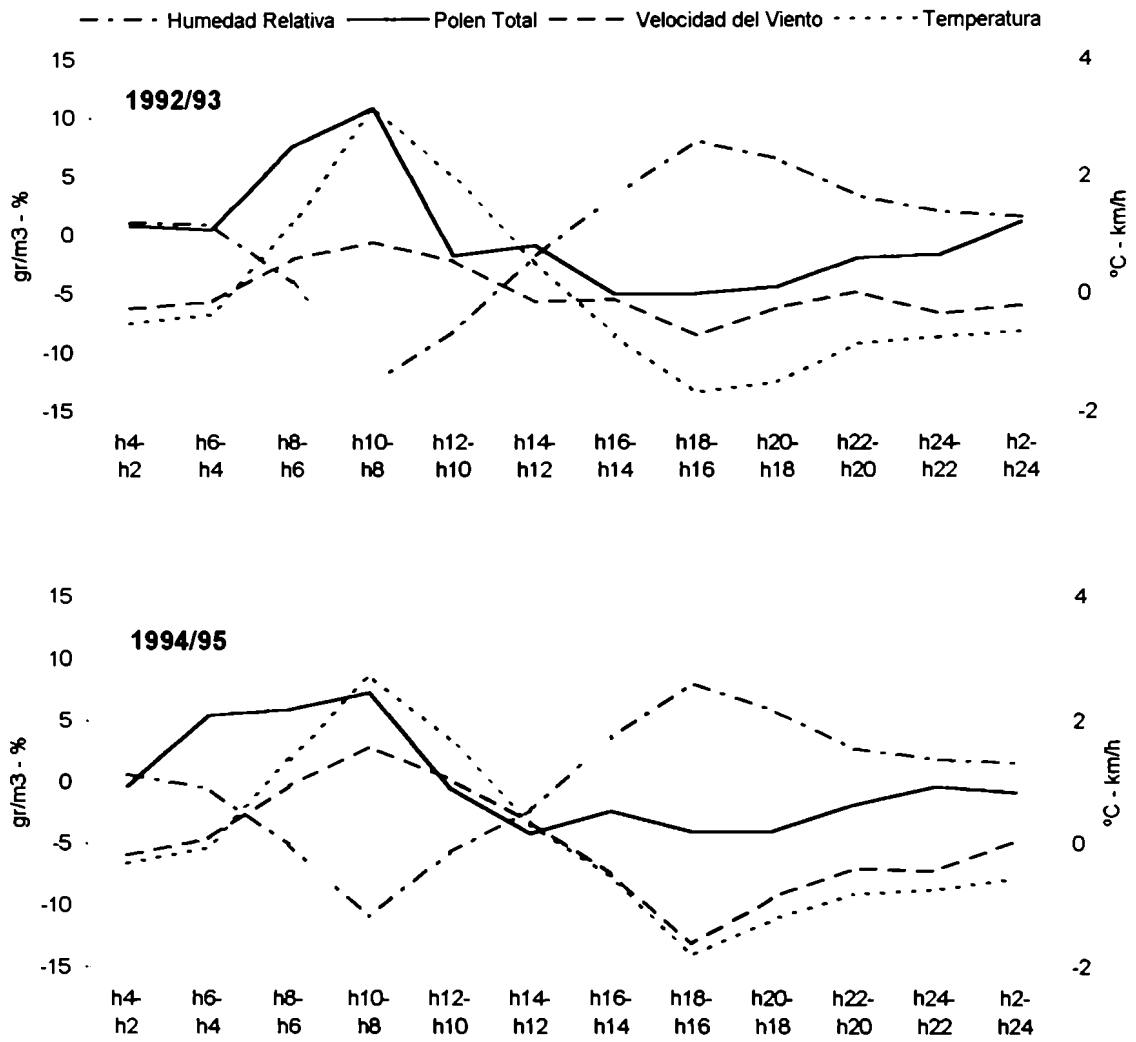 Humedad Relativa Polen Total Velocidad del Viento Temperatura
15 4
1992/93
10
5 2
0
-5 0
-10
-15 -2
gr/m3 - %
ºC - km/h
h4- h6- h8- h10- h12- h14- h16- h18- h20- h22- h24- h2-
h2 h4 h6 h8 h10 h12 h14 h16 h18 h20 h22 h24
15 4
1994/95
10
5 2
0
-5 0
-10
-15 -2
gr/m3 - %
ºC - km/h
h4- h6- h8- h10- h12- h14- h16- h18- h20- h22- h24- h2-
h2 h4 h6 h8 h10 h12 h14 h16 h18 h20 h22 h24